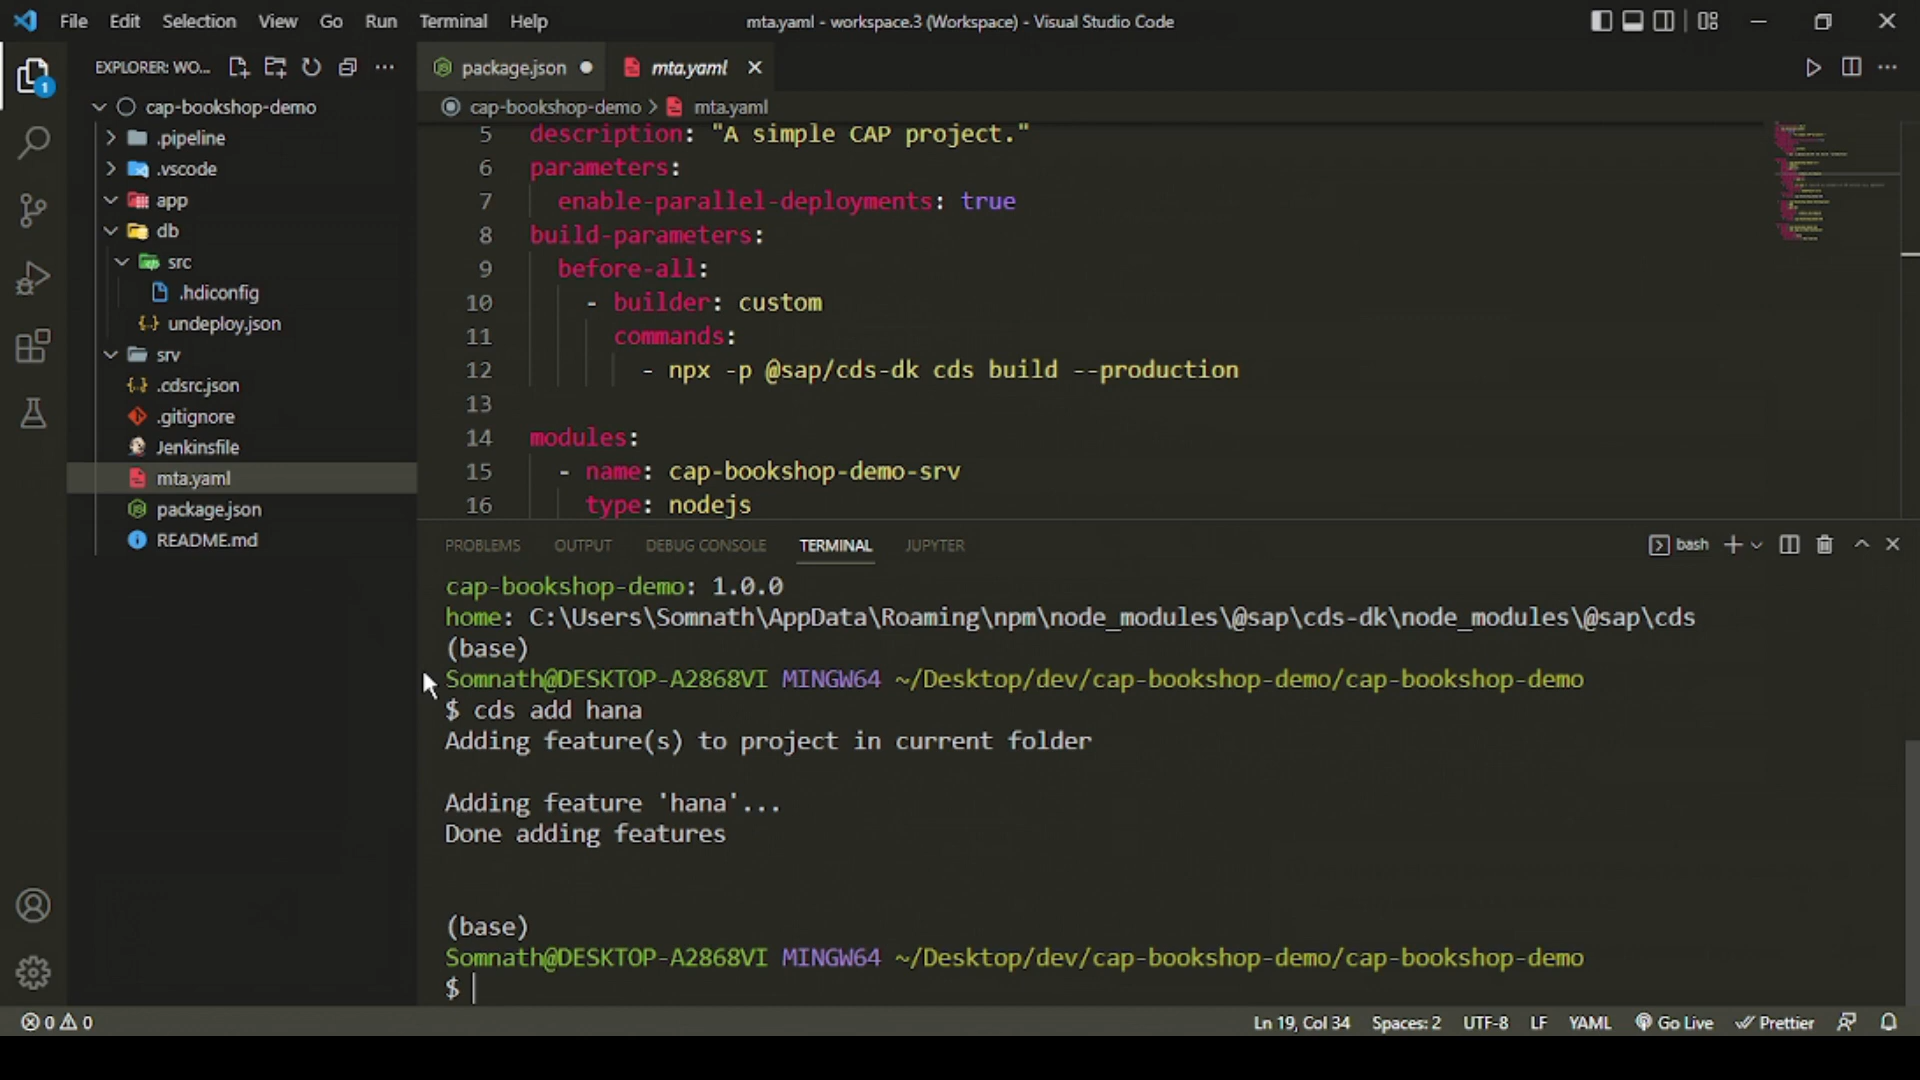 File Edit Selection View Go Run Terminal Help
mta.yaml - workspace.3 (Workspace) - Visual Studio Code
EXPLORER: WO...
1
cap-bookshop-demo
.pipeline
.vscode
app
db
src
.hdiconfig
undeploy.json
srv
.cdsrc.json
.gitignore
Jenkinsfile
mta.yaml
package.json
README.md
package.json mta.yaml
cap-bookshop-demo > mta.yaml
5 description: "A simple CAP project."
6 parameters:
7 enable-parallel-deployments: true
8 build-parameters:
9 before-all:
10 - builder: custom
11 commands:
12 - npx -p @sap/cds-dk cds build --production
13
14 modules:
15 - name: cap-bookshop-demo-srv
16 type: nodejs
PROBLEMS OUTPUT DEBUG CONSOLE TERMINAL JUPYTER
bash
cap-bookshop-demo: 1.0.0
home: C:\Users\Somnath\AppData\Roaming\npm\node_modules\@sap\cds-dk\node_modules\@sap\cds
(base)
Somnath@DESKTOP-A2868VI MINGW64 ~/Desktop/dev/cap-bookshop-demo/cap-bookshop-demo
$ cds add hana
Adding feature(s) to project in current folder
Adding feature 'hana'...
Done adding features
(base)
Somnath@DESKTOP-A2868VI MINGW64 ~/Desktop/dev/cap-bookshop-demo/cap-bookshop-demo
$
0 0
Ln 19, Col 34 Spaces: 2 UTF-8 LF YAML Go Live Prettier